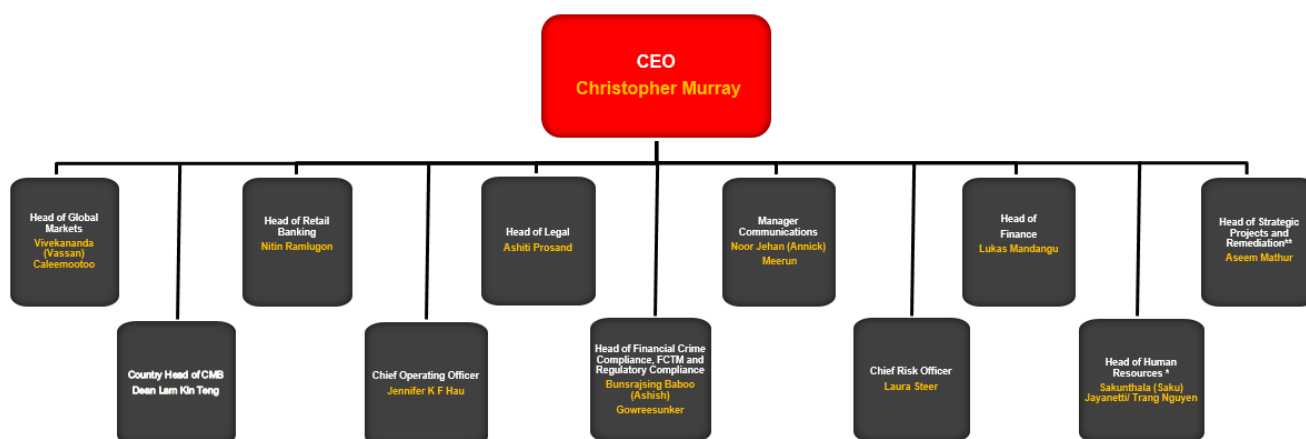 CEO
Christopher Murray
Head of Global
Markets
Vivekananda
(Vassan)
Caleemootoo
Head of Retail
Banking
Nitin Ramlugon
Head of Legal
Ashiti Prosand
Manager
Communications
Noor Jehan (Annick)
Meerun
Head of
Finance
Lukas Mandangu
Head of Strategic
Projects and
Remediation**
Aseem Mathur
Country Head of CMB
Dean Lam Kin Teng
Chief Operating Officer
Jennifer K F Hau
Head of Financial Crime
Compliance, FCTM and
Regulatory Compliance
Bunsrajsing Baboo
(Ashish)
Gowreesunker
Chief Risk Officer
Laura Steer
Head of Human
Resources *
Sakunthala (Saku)
Jayanetti/ Trang Nguyen